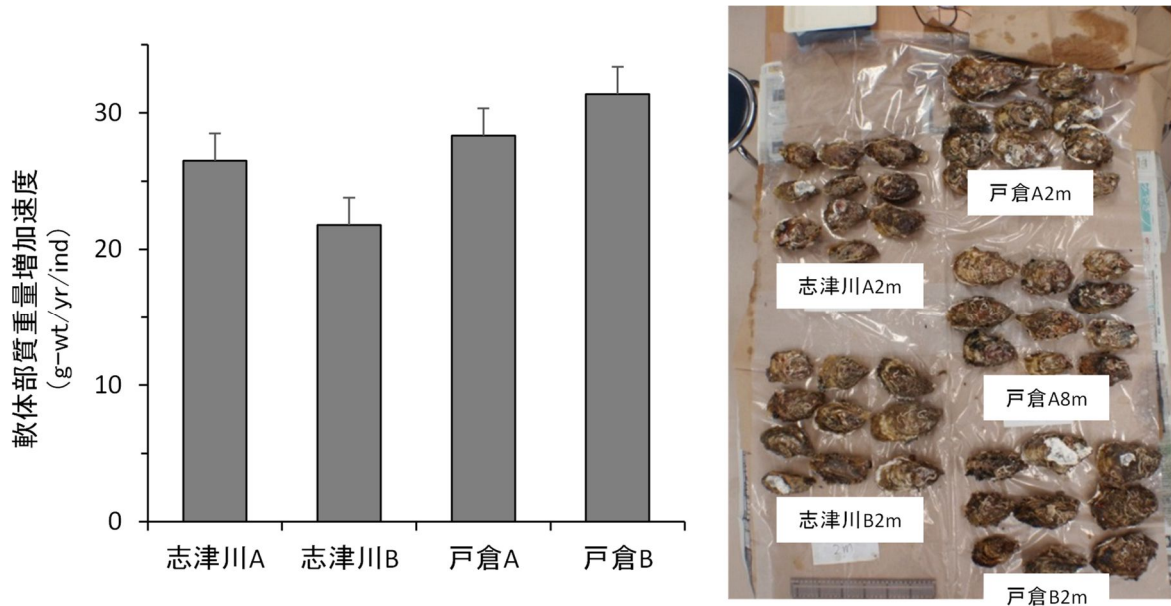 軟体部質重量増加速度
(g-wt/yr/ind)
30
20
10
0
志津川A
志津川B
戸倉A
戸倉B
戸倉A2m
志津川A2m
戸倉A8m
志津川B2m
戸倉B2m